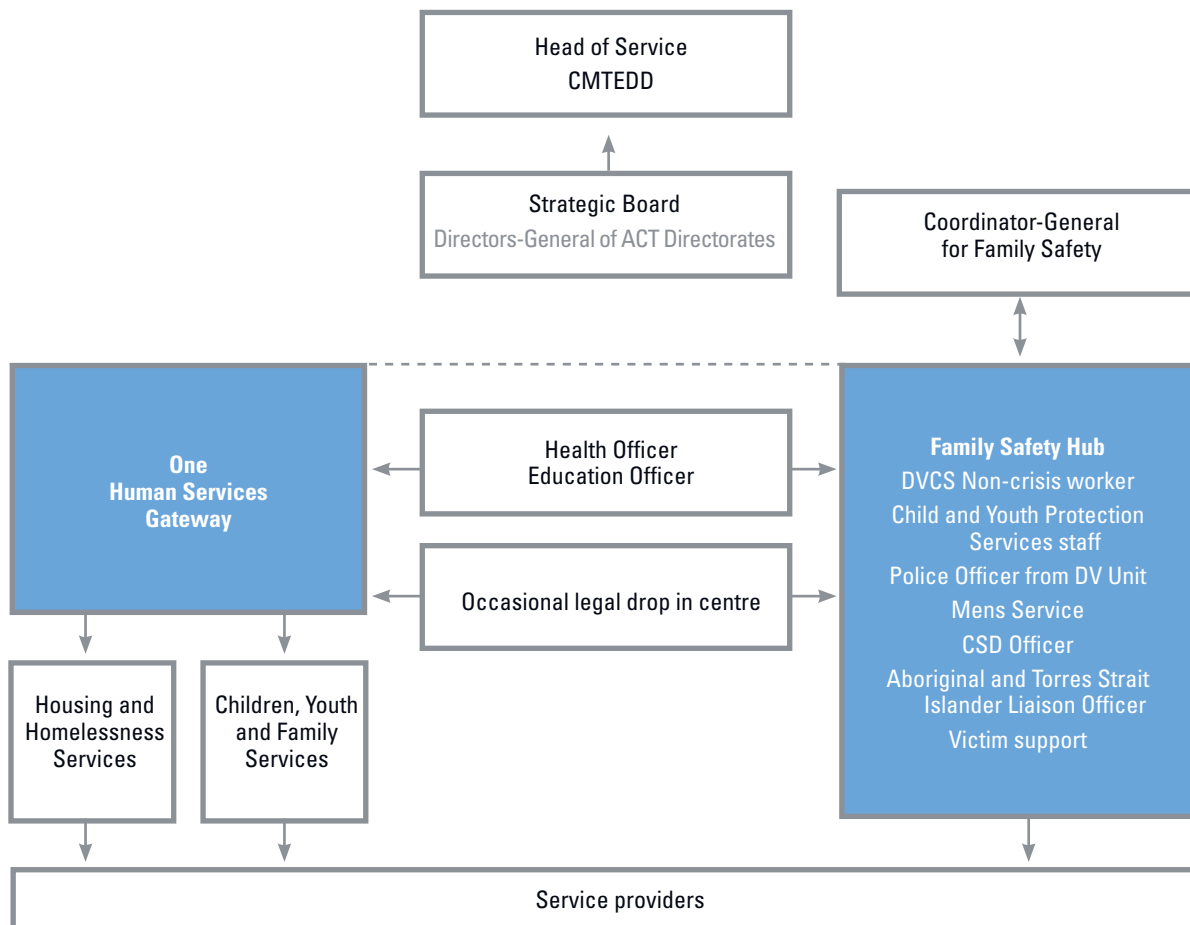 Head of Service
CMTEDD
Strategic Board
Directors-General of ACT Directorates
Coordinator-General
for Family Safety
One
Human Services
Gateway
Health Officer
Education Officer
Occasional legal drop in centre
Family Safety Hub
DVCS Non-crisis worker
Child and Youth Protection
Services staff
Police Officer from DV Unit
Mens Service
CSD Officer
Aboriginal and Torres Strait
Islander Liaison Officer
Victim support
Housing and
Homelessness
Services
Children, Youth
and Family
Services
Service providers